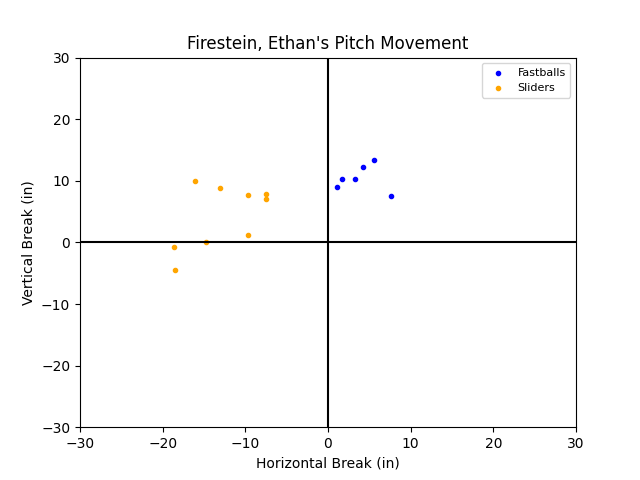 Firestein, Ethan's Pitch Movement
Fastballs
Sliders
30
20
10
0
−10
−20
−30
Vertical Break (in)
−30 −20 −10 0 10 20 30
Horizontal Break (in)